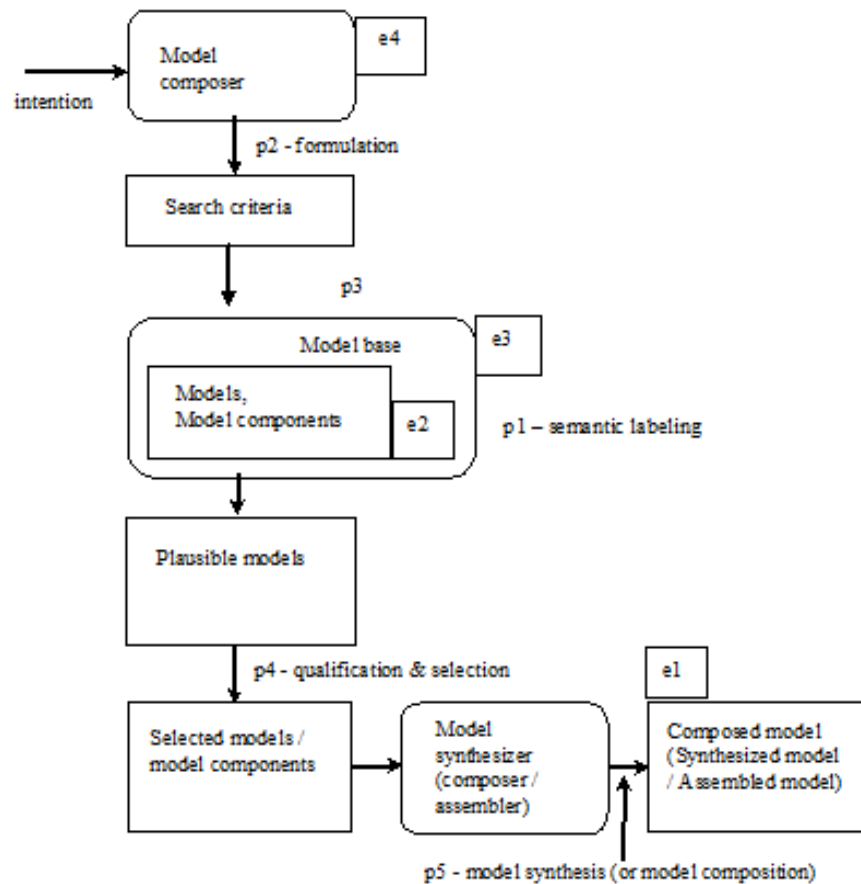 e4
Model
composer
intention
p2 - formulation
Search criteria
p3
Model base
e3
Models,
Model components
e2
p1 – semantic labeling
Plausible models
p4 - qualification & selection
e1
Selected models /
model components
Model
synthesizer
(composer /
assembler)
Composed model
(Synthesized model
/ Assembled model)
p5 - model synthesis (or model composition)